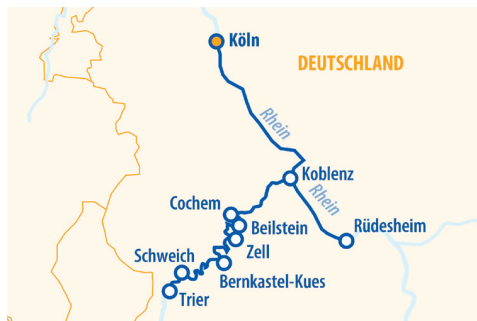 Köln
DEUTSCHLAND
Rhein
Koblenz
Rhein
Cochem
Beilstein
Rüdesheim
Zell
Schweich
Bernkastel-Kues
Trier